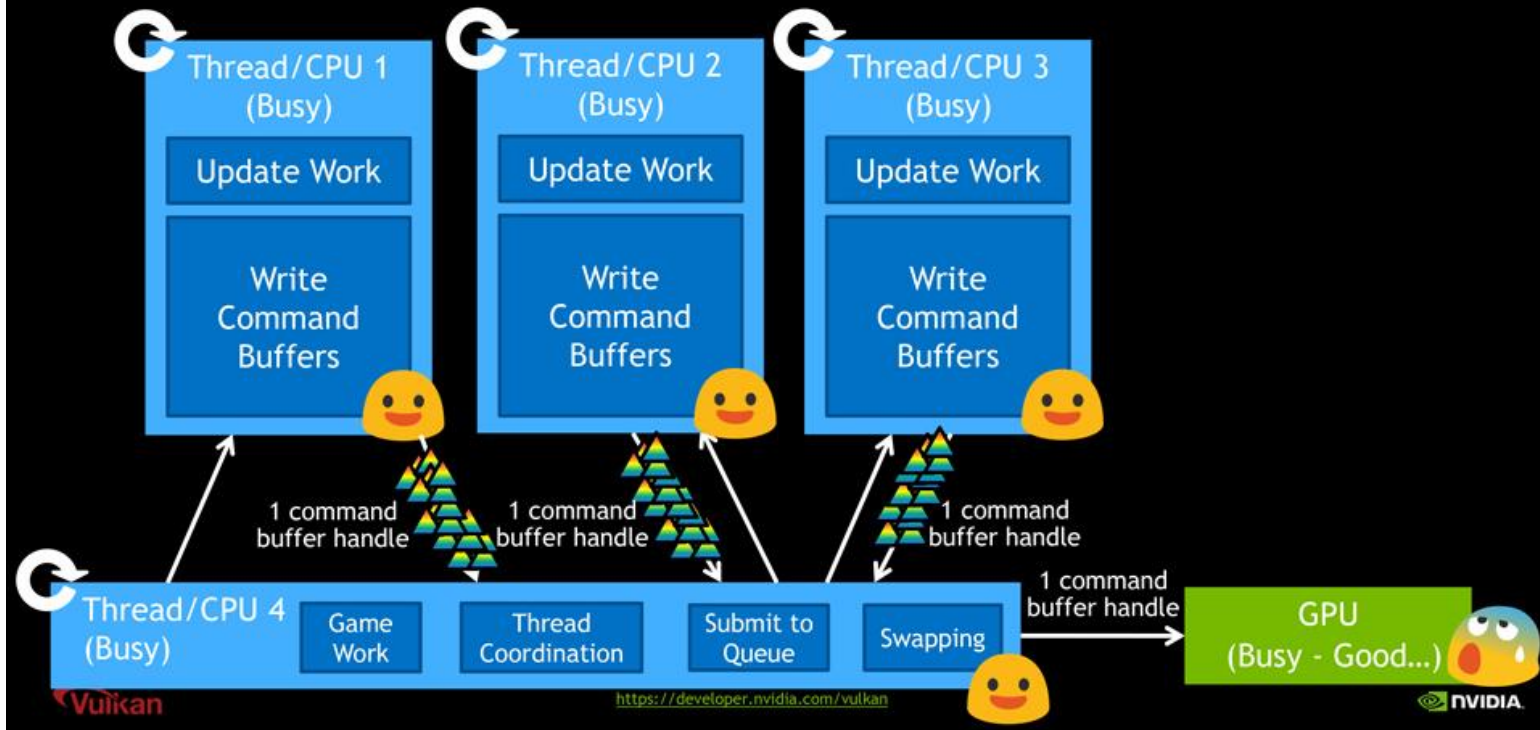 Thread/CPU 1
(Busy)
Update Work
Write
Command
Buffers
Thread/CPU 2
(Busy)
Update Work
Write
Command
Buffers
Thread/CPU 3
(Busy)
Update Work
Write
Command
Buffers
1 command
buffer handle
1 command
buffer handle
1 command
buffer handle
Thread/CPU 4
(Busy)
Game
Work
Thread
Coordination
Submit to
Queue
Swapping
1 command
buffer handle
GPU
(Busy - Good...)
Vulkan
https://developer.nvidia.com/vulkan
NVIDIA.